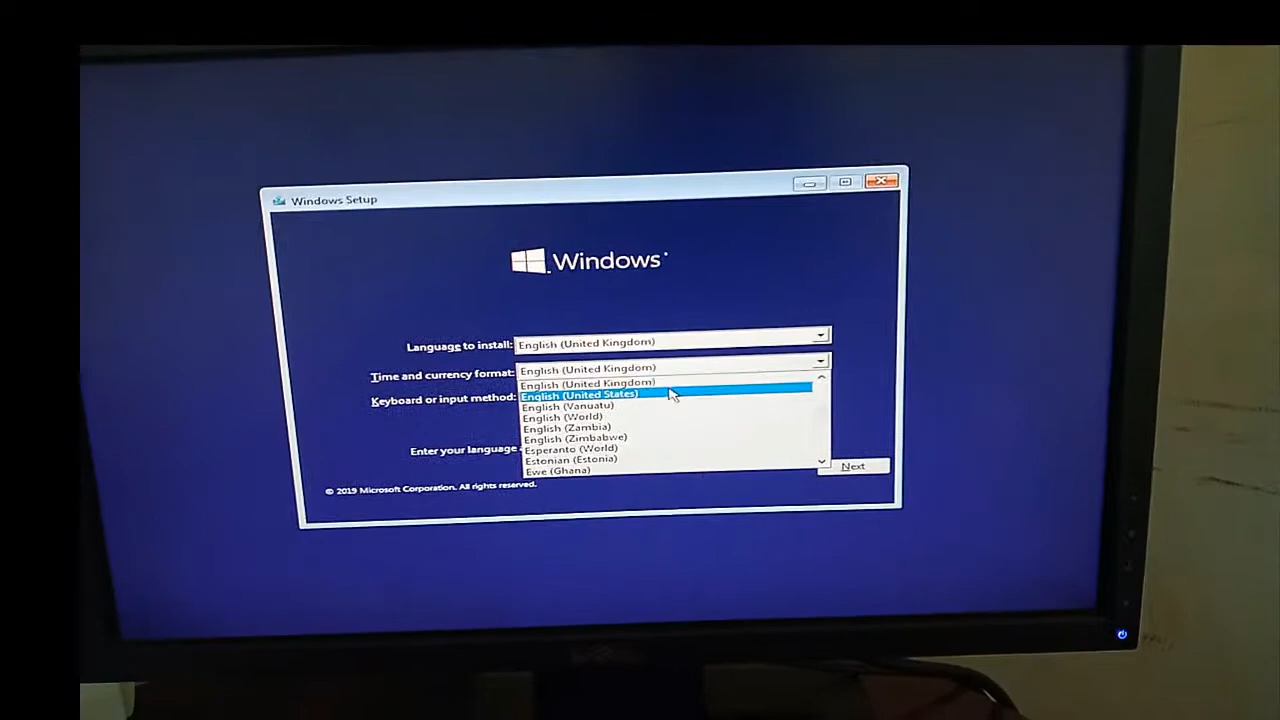 Windows Setup
Windows
Language to install: English (United Kingdom)
Time and currency format: English (United Kingdom)
English (United Kingdom)
Keyboard or input method: English (United States)
English (Vanuatu)
English (World)
English (Zambia)
English (Zimbabwe)
Enter your language Esperanto (World)
Estonian (Estonia)
Ewe (Ghana)
Next
© 2019 Microsoft Corporation. All rights reserved.